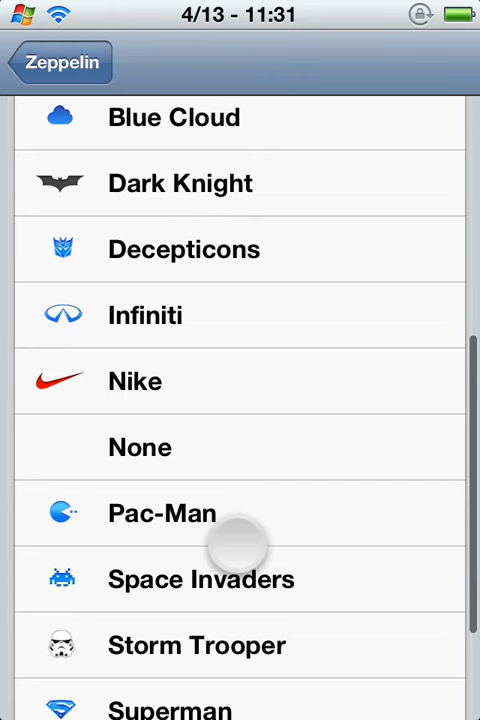 4/13 - 11:31
Zeppelin
Blue Cloud
Dark Knight
Decepticons
Infiniti
Nike
None
Pac-Man
Space Invaders
Storm Trooper
Superman